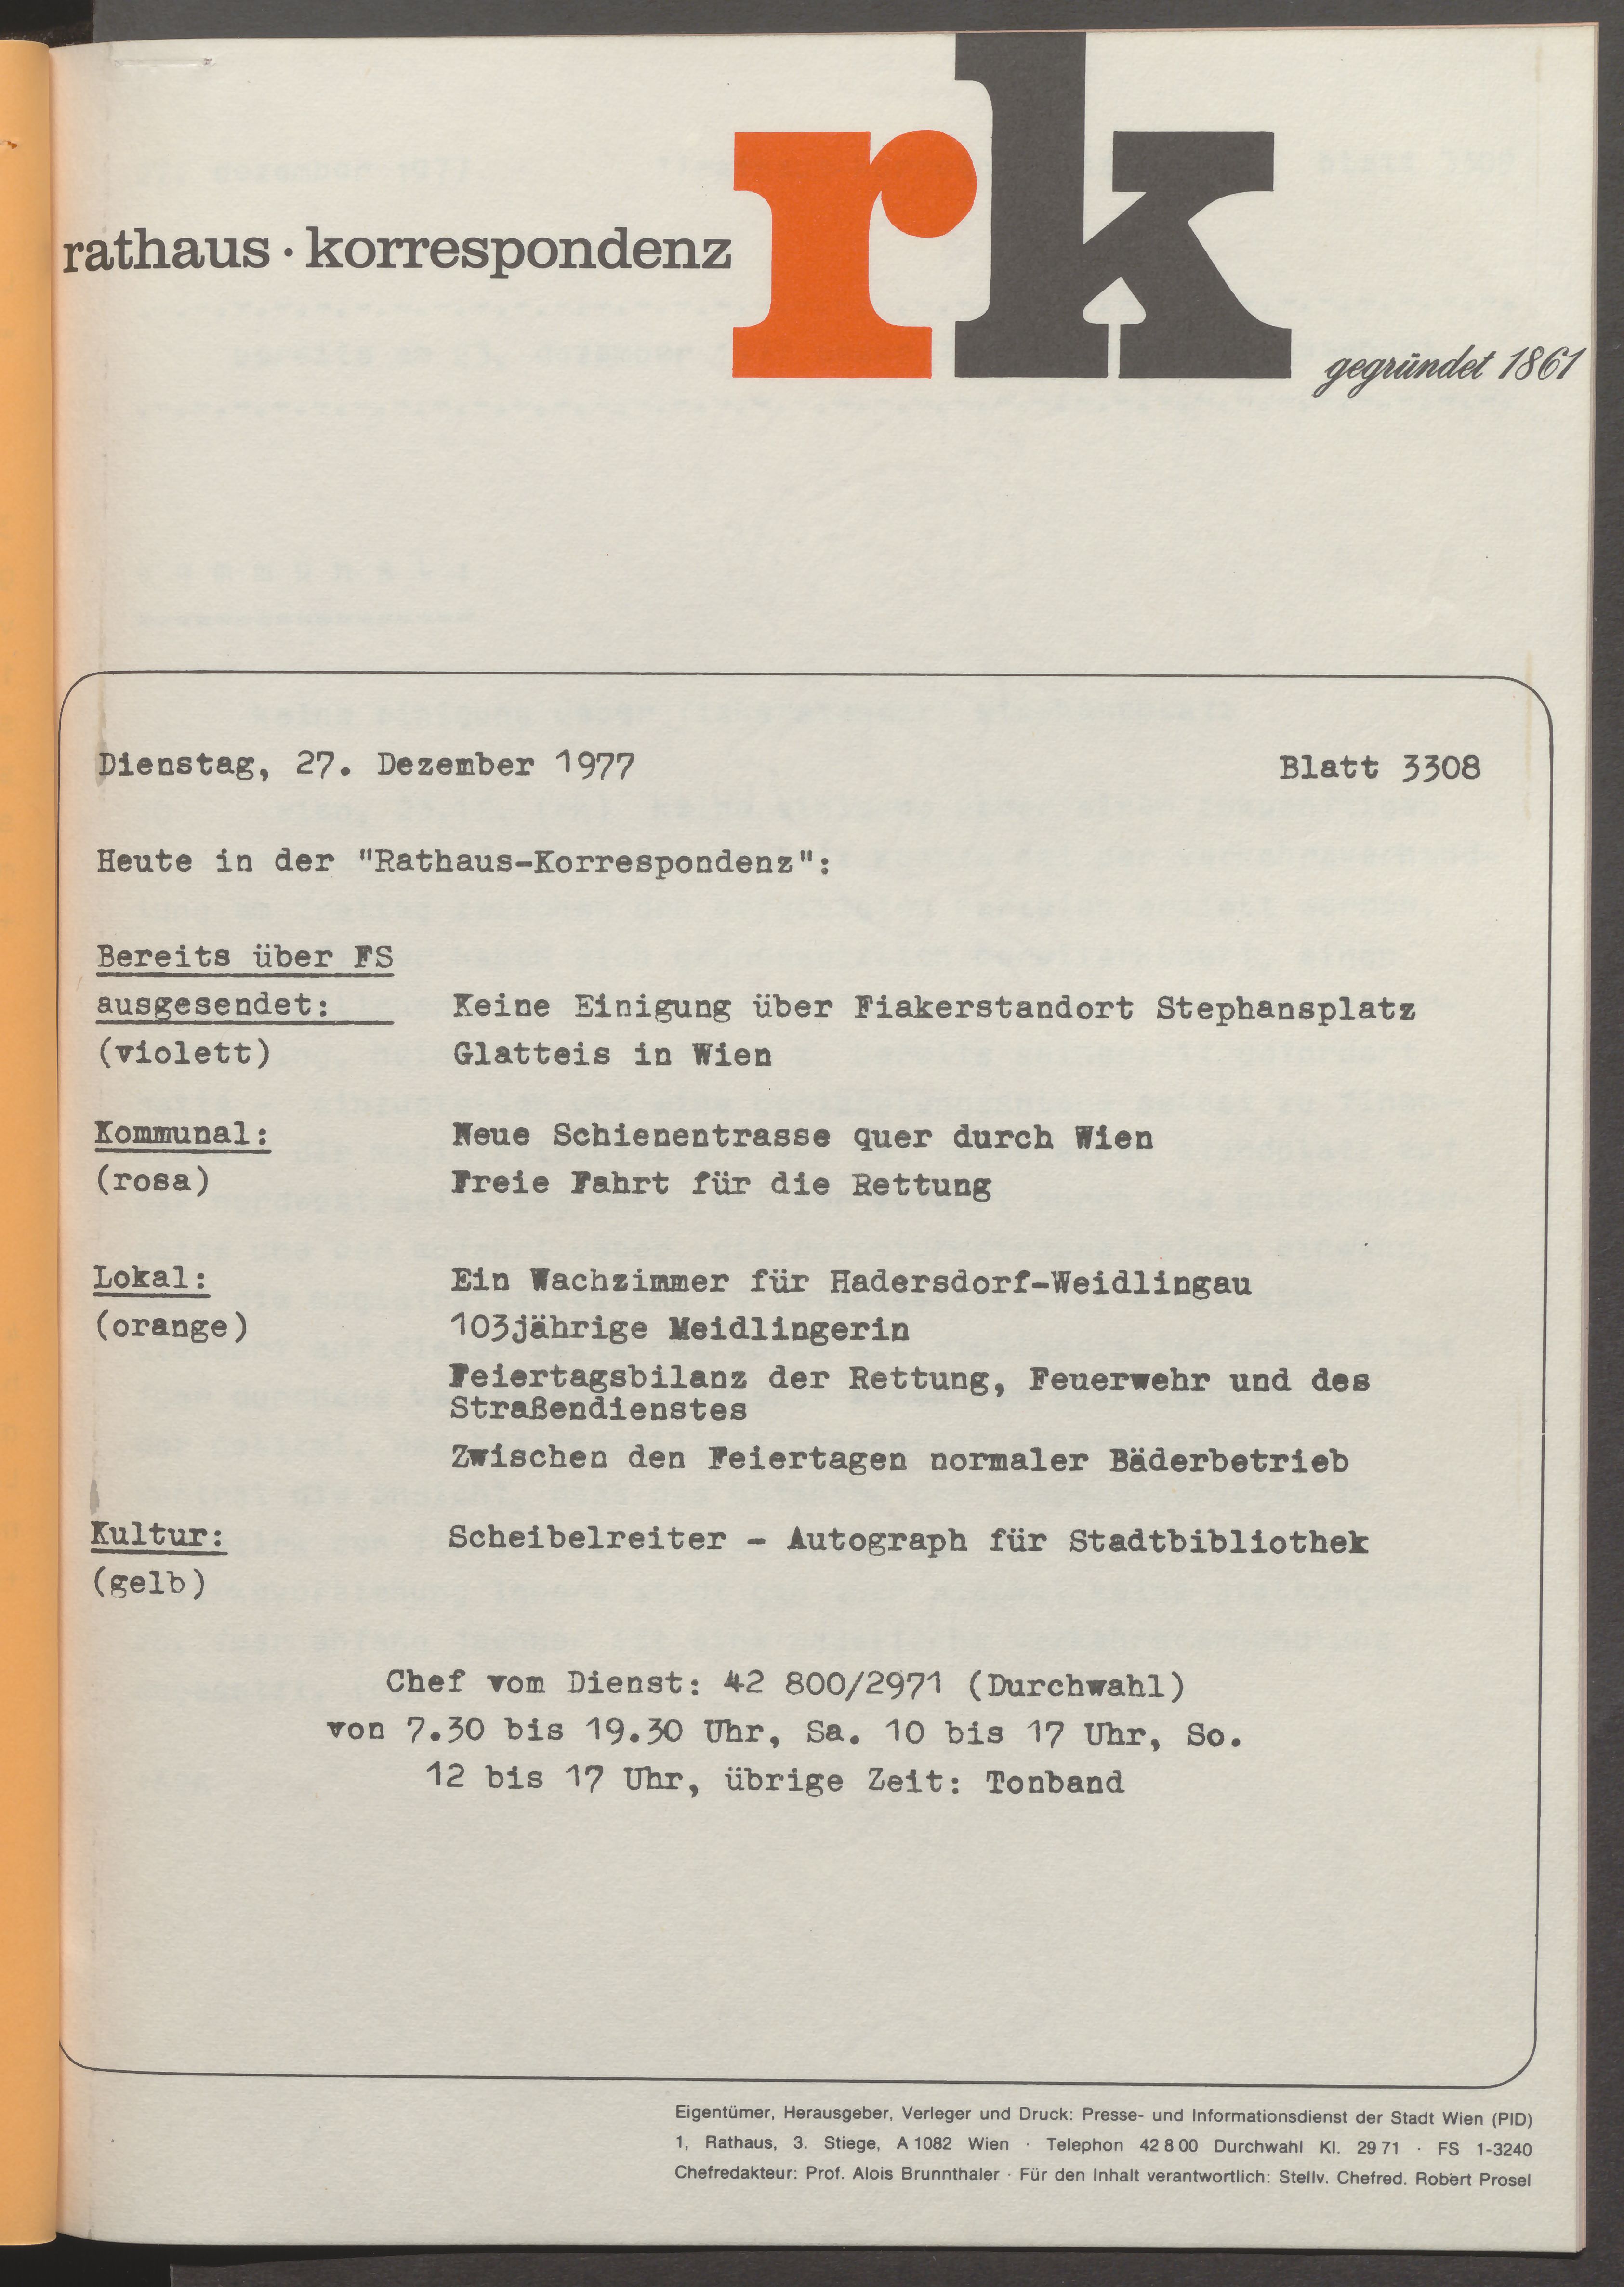 rk
rathaus · korrespondenz
gegründet 1861
Dienstag, 27. Dezember 1977 Blatt 3308
Heute in der "Rathaus-Korrespondenz":
Bereits über FS
ausgesendet: Keine Einigung über Fiakerstandort Stephansplatz
(violett) Glatteis in Wien
Kommunal: Neue Schienentrasse quer durch Wien
(rosa) Freie Fahrt für die Rettung
Lokal: Ein Wachzimmer für Hadersdorf-Weidlingau
(orange) 103jährige Meidlingerin
Feiertagsbilanz der Rettung, Feuerwehr und des
Straßendienstes
Zwischen den Feiertagen normaler Bäderbetrieb
Kultur: Scheibelreiter - Autograph für Stadtbibliothek
(gelb)
Chef vom Dienst: 42 800/2971 (Durchwahl)
von 7.30 bis 19.30 Uhr, Sa. 10 bis 17 Uhr, So.
12 bis 17 Uhr, übrige Zeit: Tonband
Eigentümer, Herausgeber, Verleger und Druck: Presse- und Informationsdienst der Stadt Wien (PID)
1, Rathaus, 3. Stiege, A 1082 Wien · Telephon 42 8 00 Durchwahl Kl. 29 71 · FS 1-3240
Chefredakteur: Prof. Alois Brunnthaler · Für den Inhalt verantwortlich: Stellv. Chefred. Robert Prosel